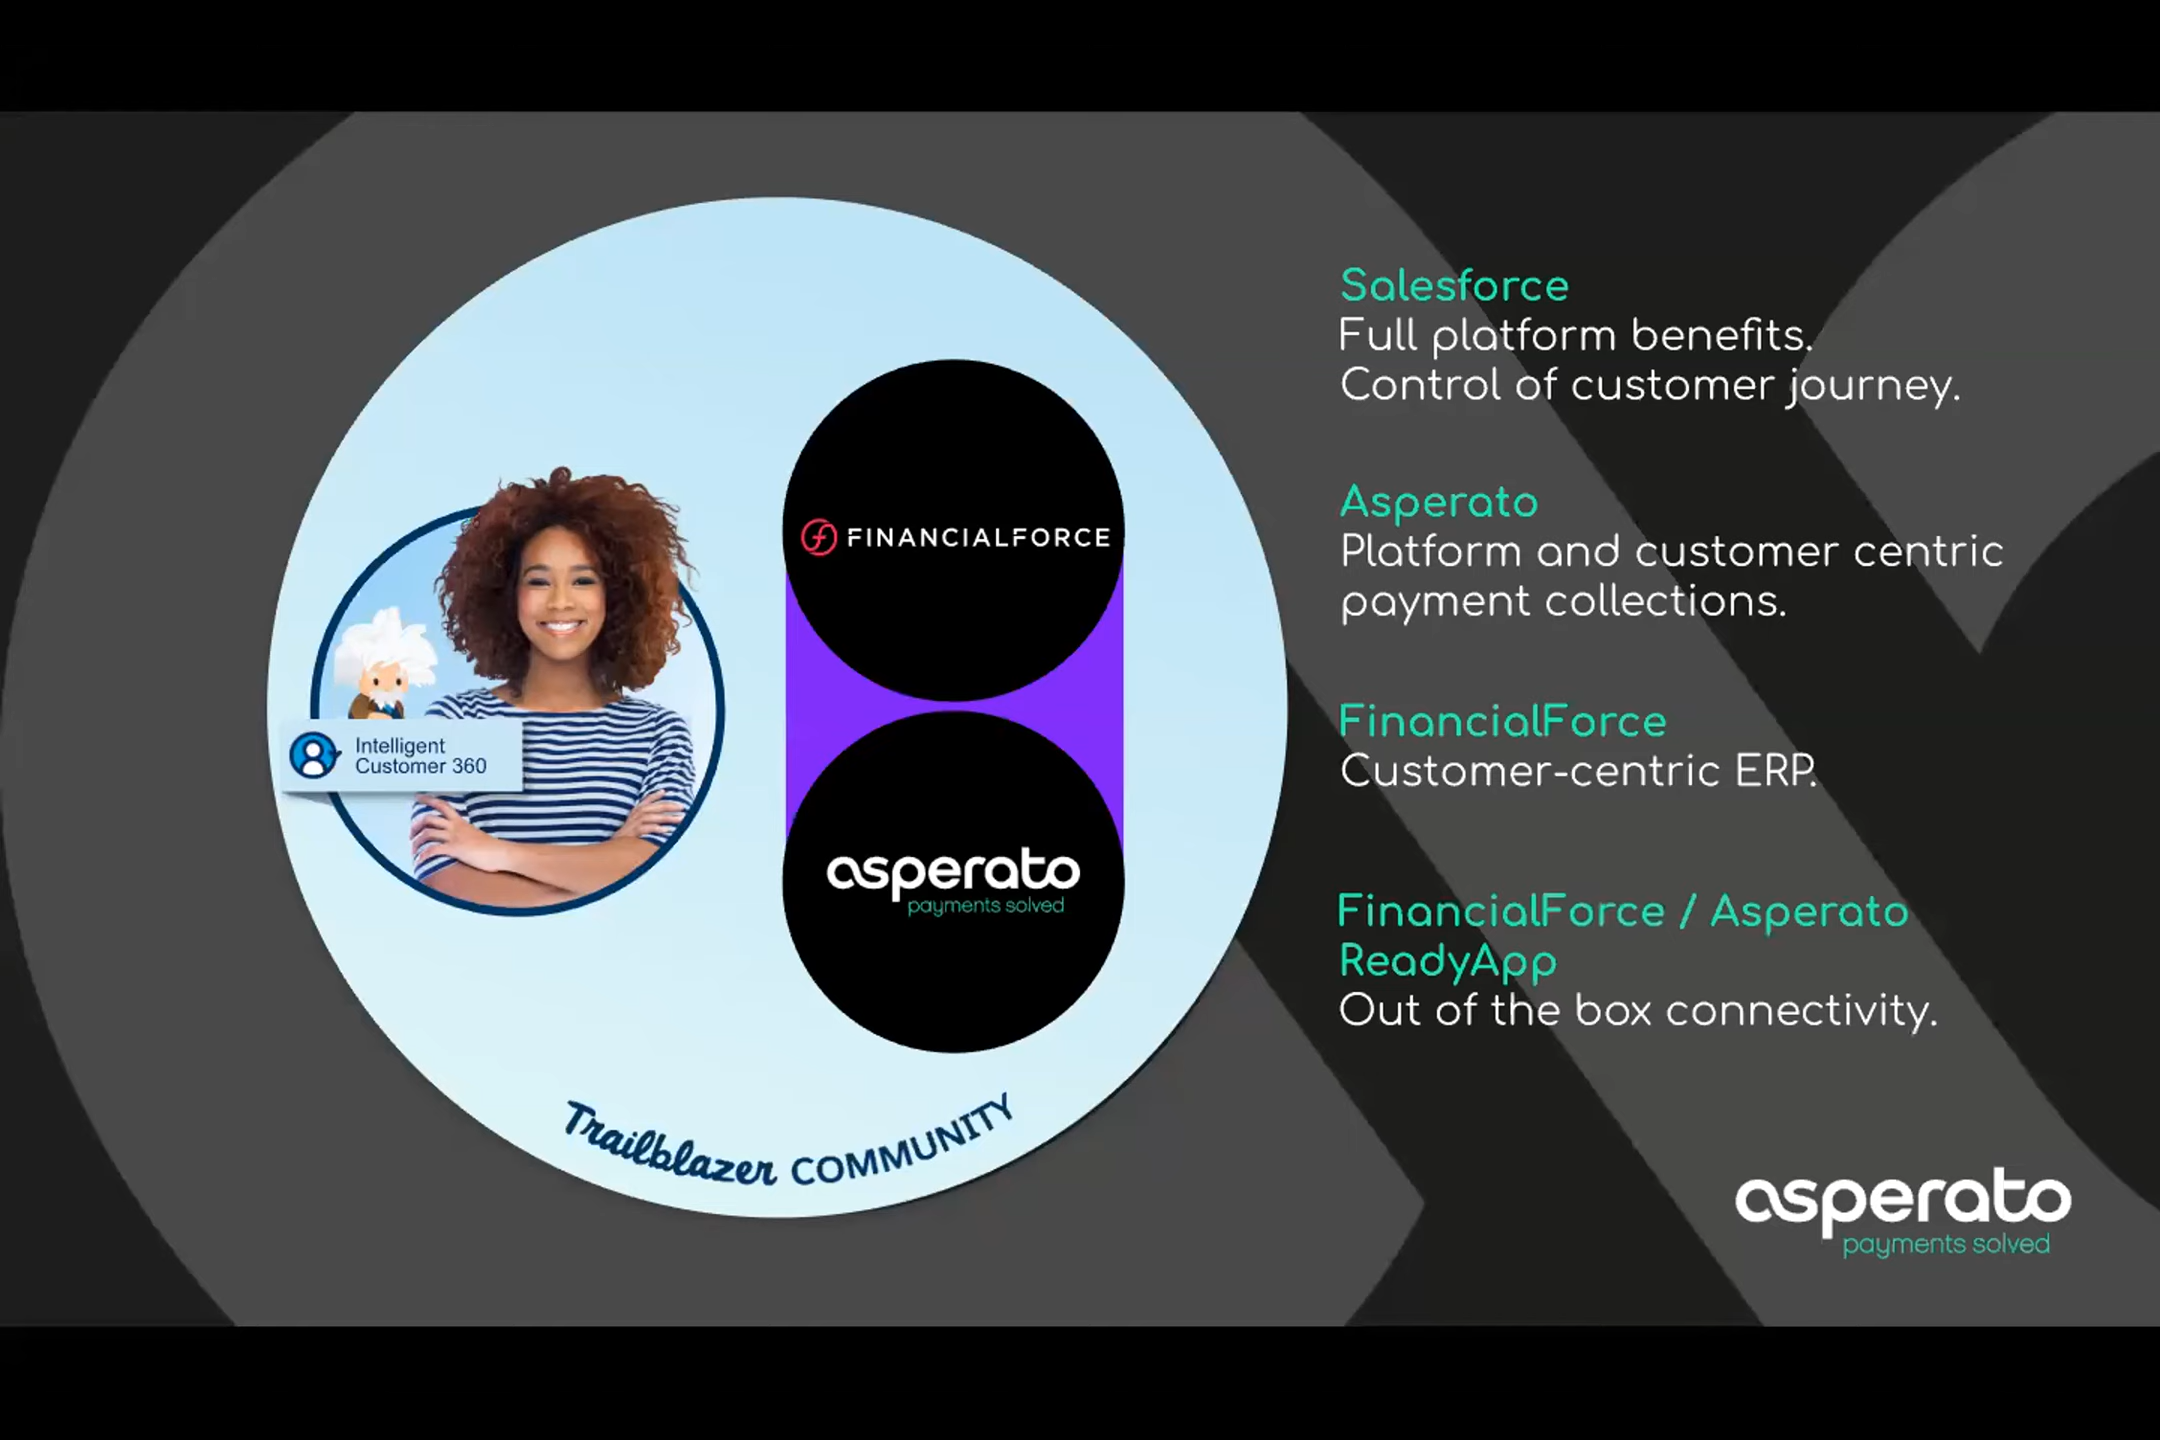 FINANCIALFORCE
Intelligent
Customer 360
asperato
payments solved
Trailblazer COMMUNITY
Salesforce
Full platform benefits.
Control of customer journey.
Asperato
Platform and customer centric
payment collections.
FinancialForce
Customer-centric ERP.
FinancialForce / Asperato
ReadyApp
Out of the box connectivity.
asperato
payments solved